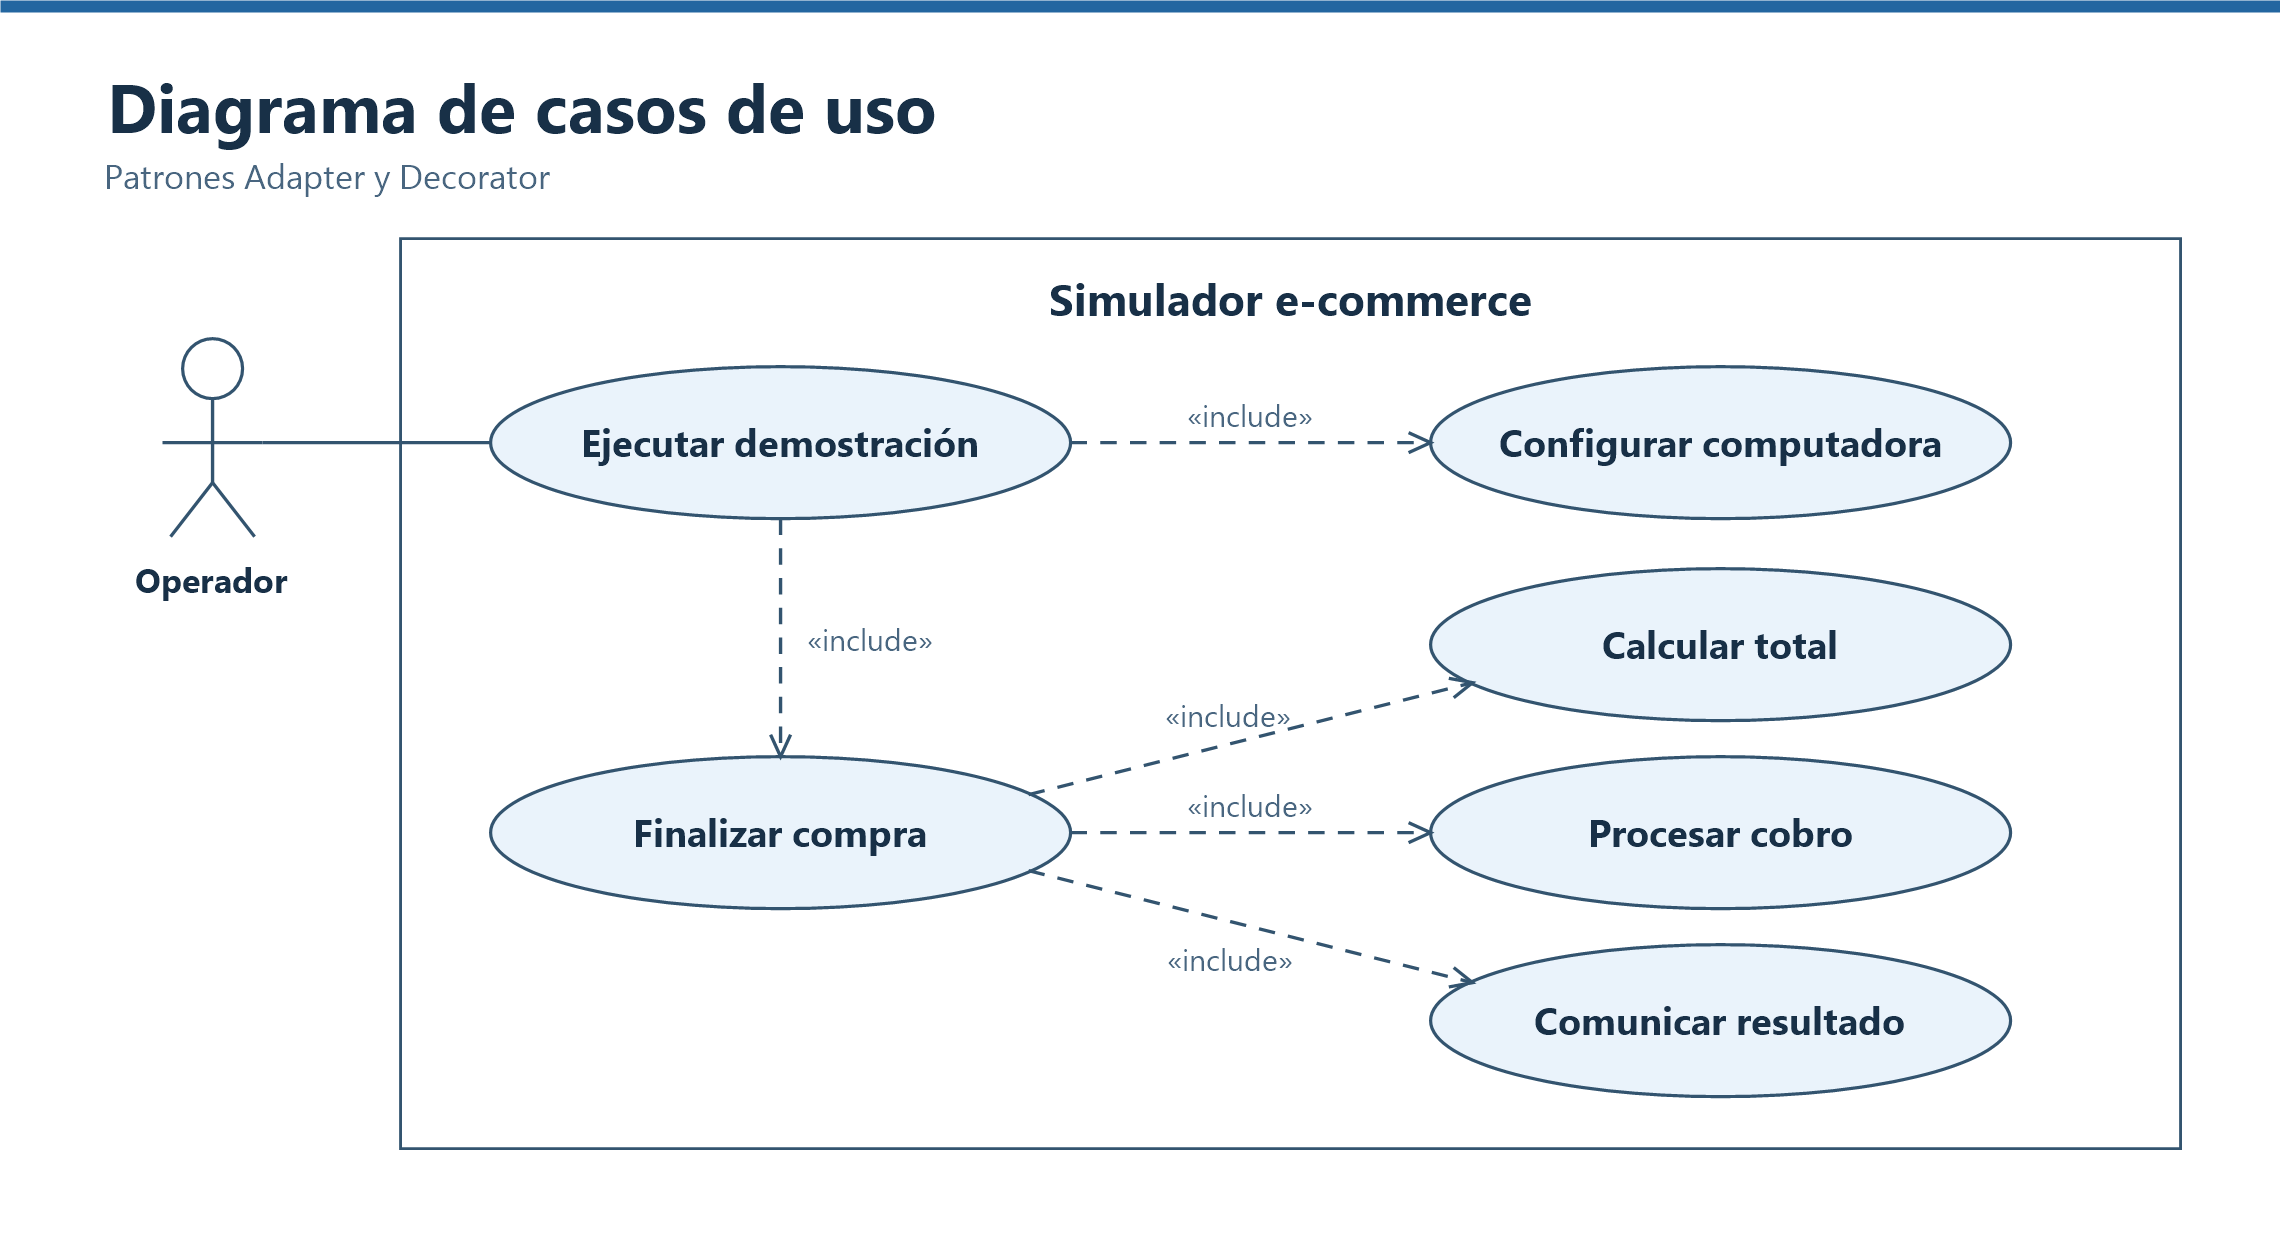 Diagrama de casos de uso
Patrones Adapter y Decorator
Simulador e-commerce
Operador
Ejecutar demostración
«include»
Configurar computadora
«include»
Calcular total
«include»
Finalizar compra
«include»
Procesar cobro
«include»
Comunicar resultado